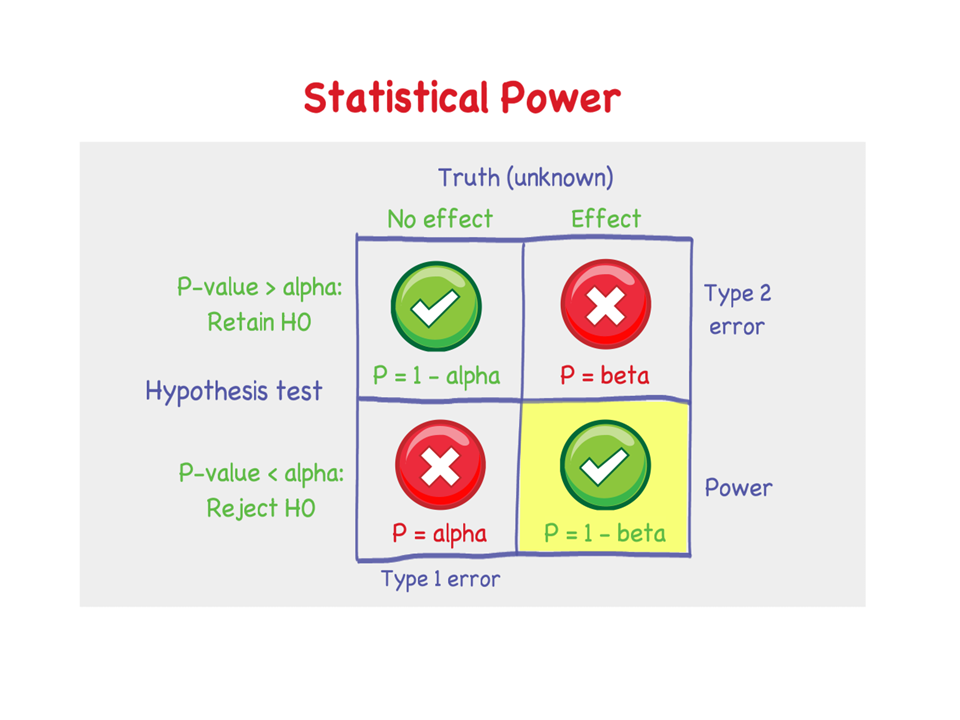 Statistical Power
Truth (unknown)
No effect
Effect
P-value > alpha:
Retain H0
Type 2
error
P = 1 - alpha
P = beta
Hypothesis test
P-value < alpha:
Reject H0
Power
P = alpha
P = 1 - beta
Type 1 error